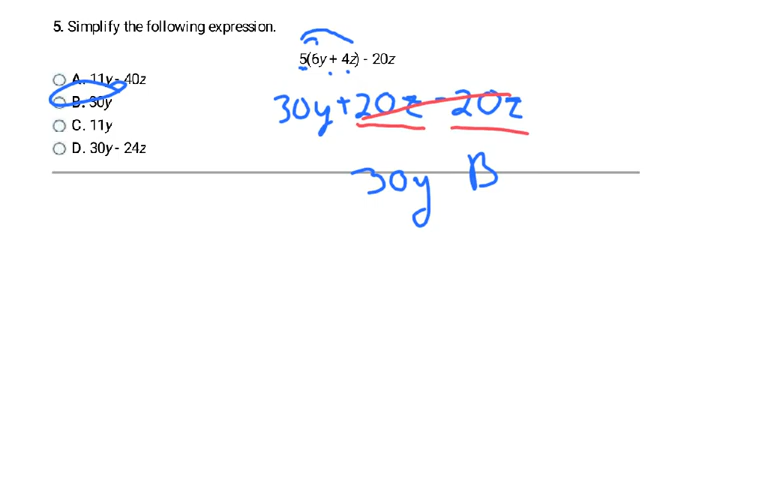 5. Simplify the following expression.
5(6y + 4z) - 20z
A. 11y - 40z
B. 30y
C. 11y
D. 30y - 24z
30y + 20z - 20z
30y B